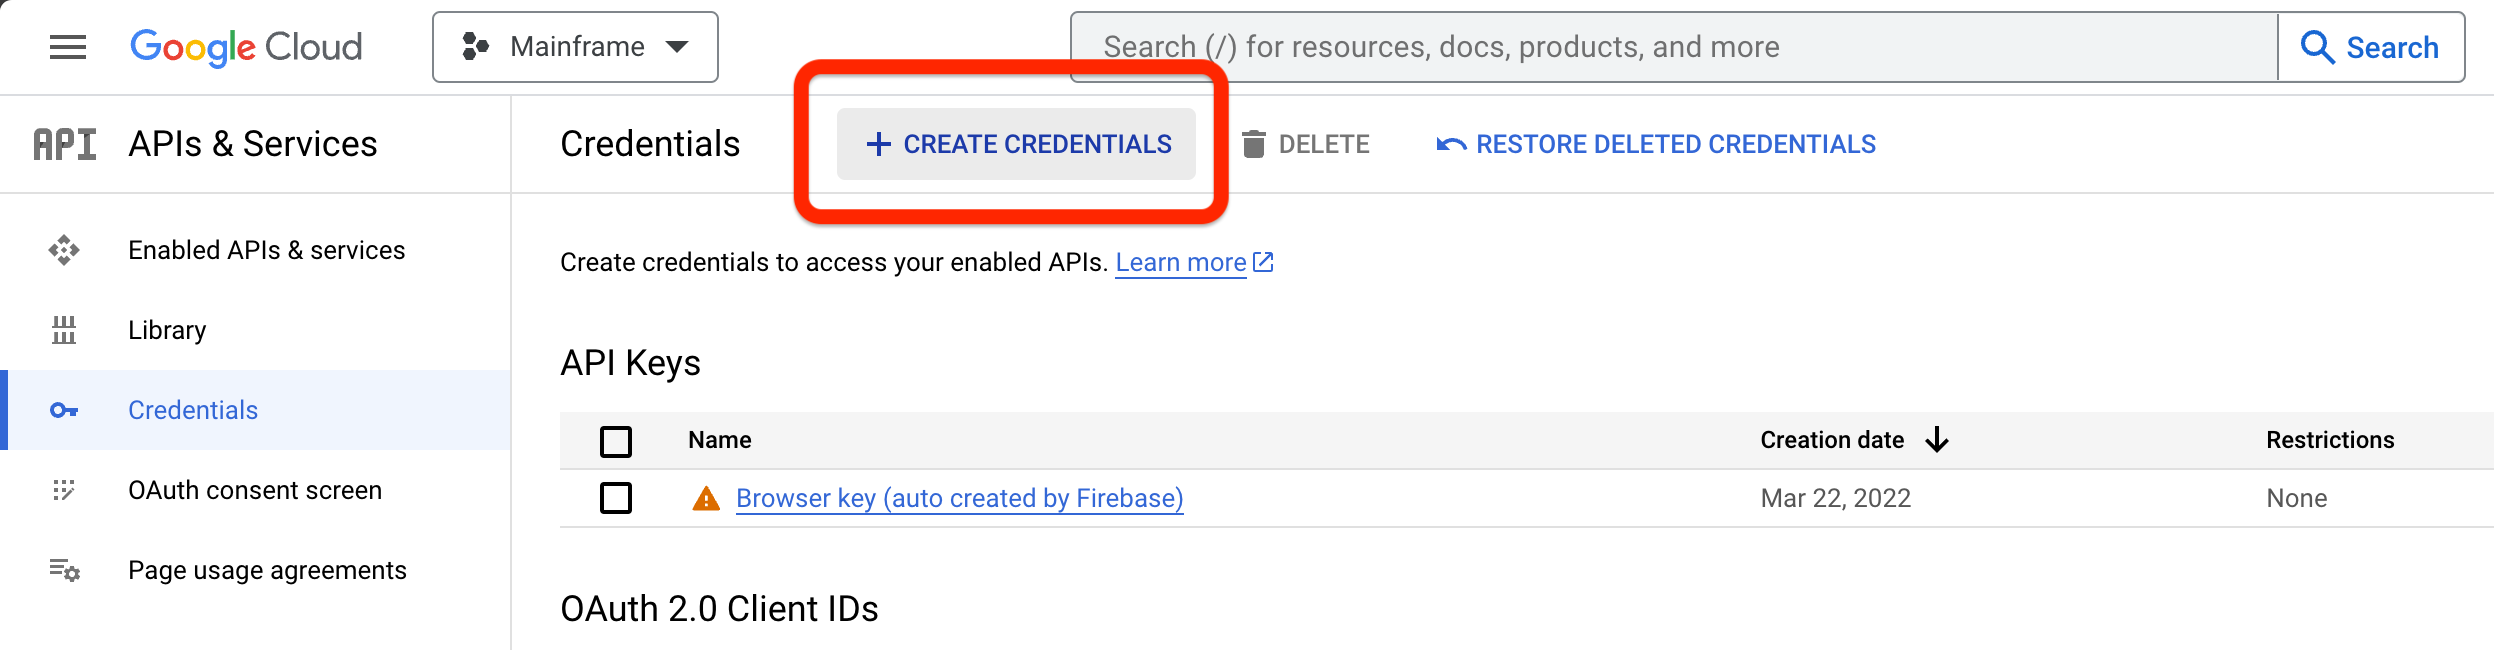 Google Cloud
Mainframe
Search (/) for resources, docs, products, and more
Search
API
APIs & Services
Credentials
CREATE CREDENTIALS
DELETE
RESTORE DELETED CREDENTIALS
Enabled APIs & services
Library
Credentials
OAuth consent screen
Page usage agreements
Create credentials to access your enabled APIs. Learn more
API Keys
Name
Creation date
Restrictions
Browser key (auto created by Firebase)
Mar 22, 2022
None
OAuth 2.0 Client IDs